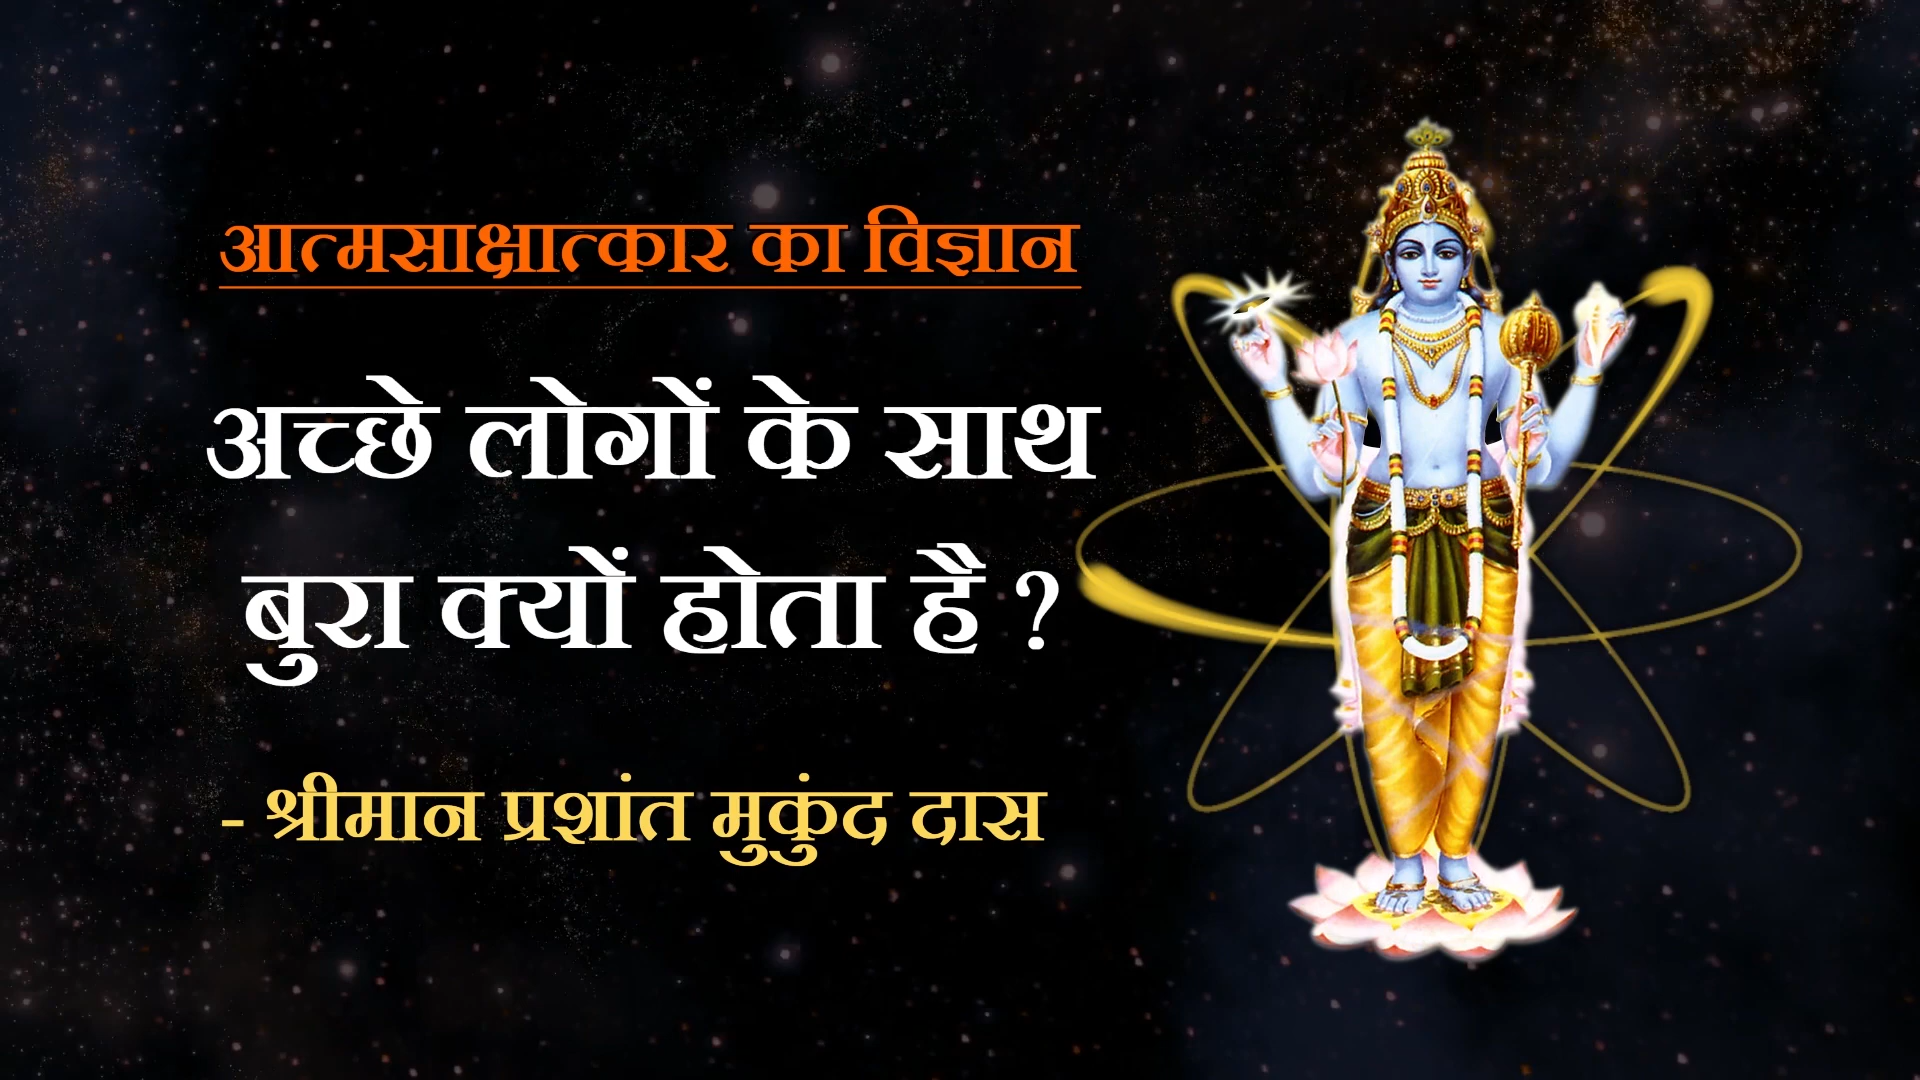 आत्मसाक्षात्कार का विज्ञान
अच्छे लोगों के साथ
बुरा क्यों होता है ?
- श्रीमान प्रशांत मुकुंद दास